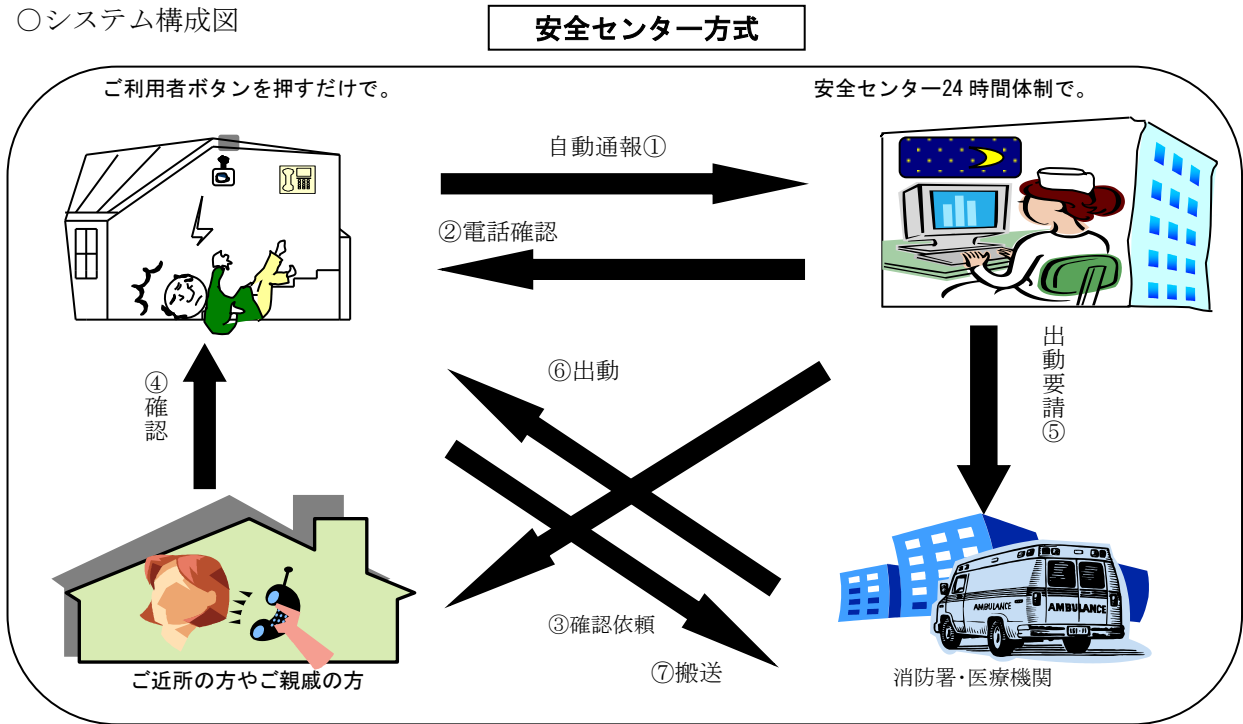 ○システム構成図
安全センター方式
ご利用者ボタンを押すだけで。
安全センター24時間体制で。
自動通報①
②電話確認
⑥出動
出動要請⑤
④確認
③確認依頼
⑦搬送
ご近所の方やご親戚の方
AMBULANCE
AMBULANCE
消防署・医療機関